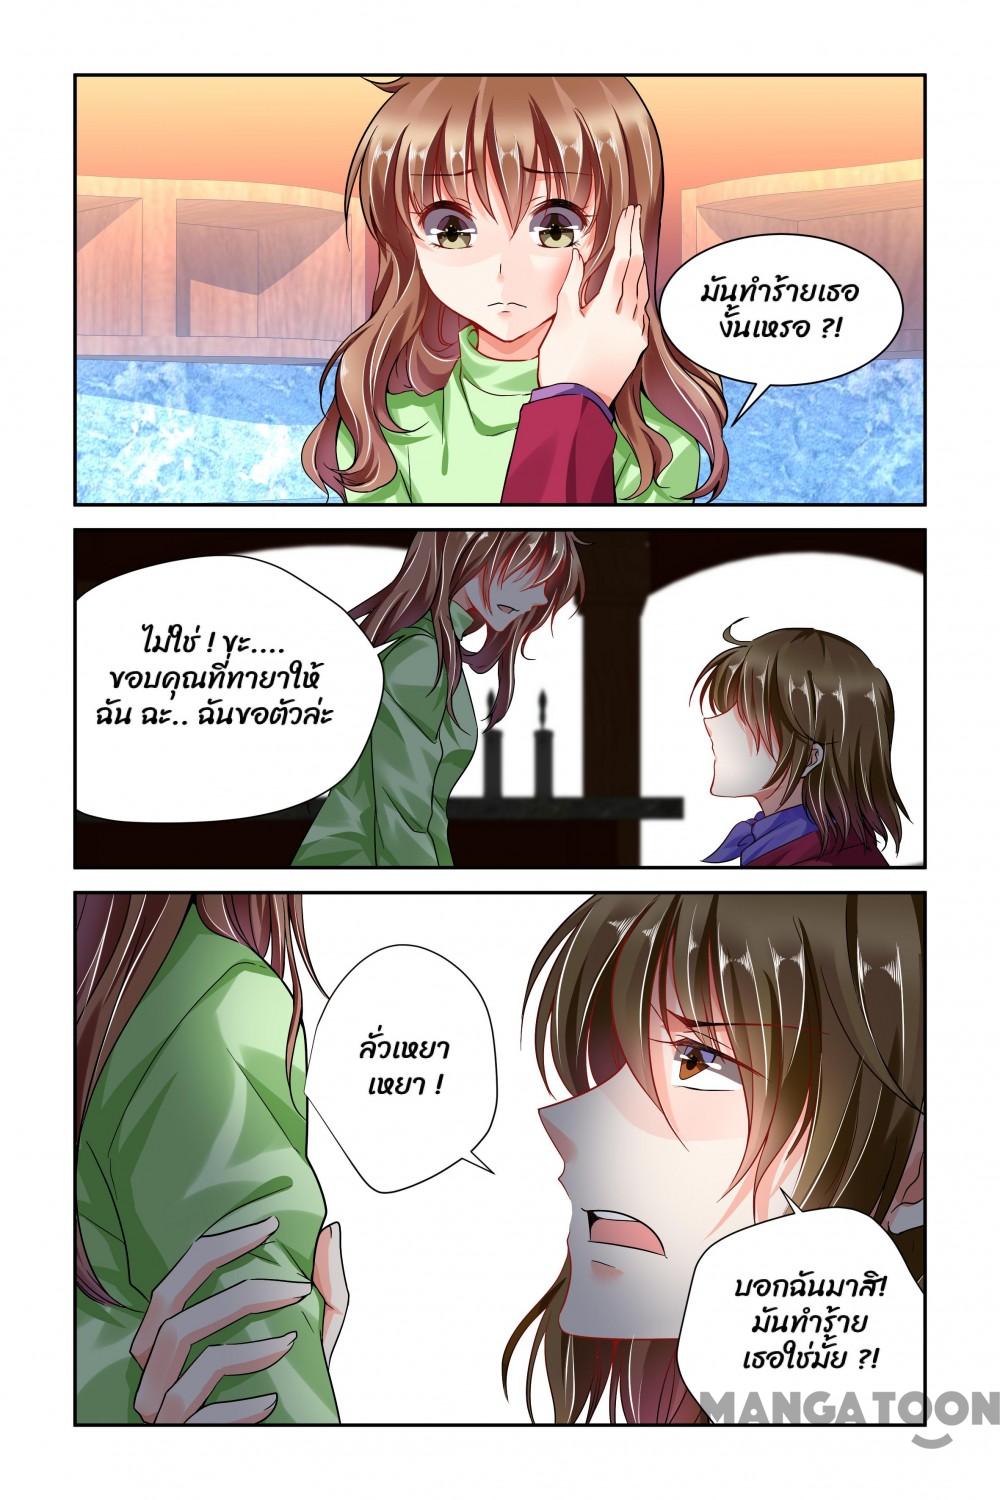 มันทำร้ายเธอ
งั้นเหรอ ?!
ไม่ใช่ ! ขะ....
ขอบคุณที่ทายาให้
ฉัน ฉะ.. ฉันขอตัวล่ะ
ลั่วเหยา
เหยา !
บอกฉันมาสิ!
มันทำร้าย
เธอใช่มั้ย ?!
MANGATOON